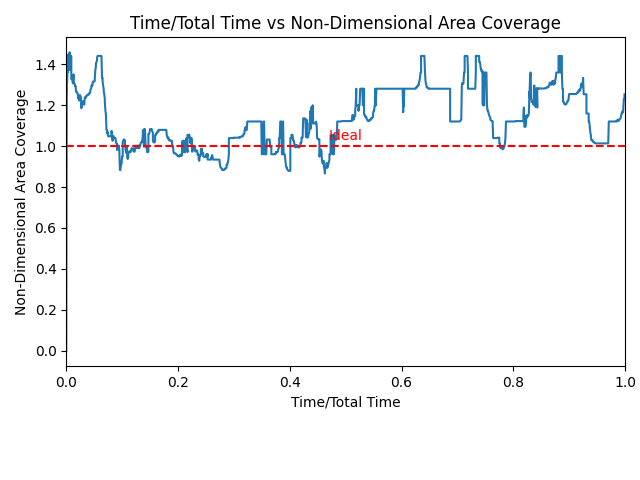 Time/Total Time vs Non-Dimensional Area Coverage
Non-Dimensional Area Coverage
1.4
1.2
1.0
0.8
0.6
0.4
0.2
0.0
Ideal
0.0 0.2 0.4 0.6 0.8 1.0
Time/Total Time